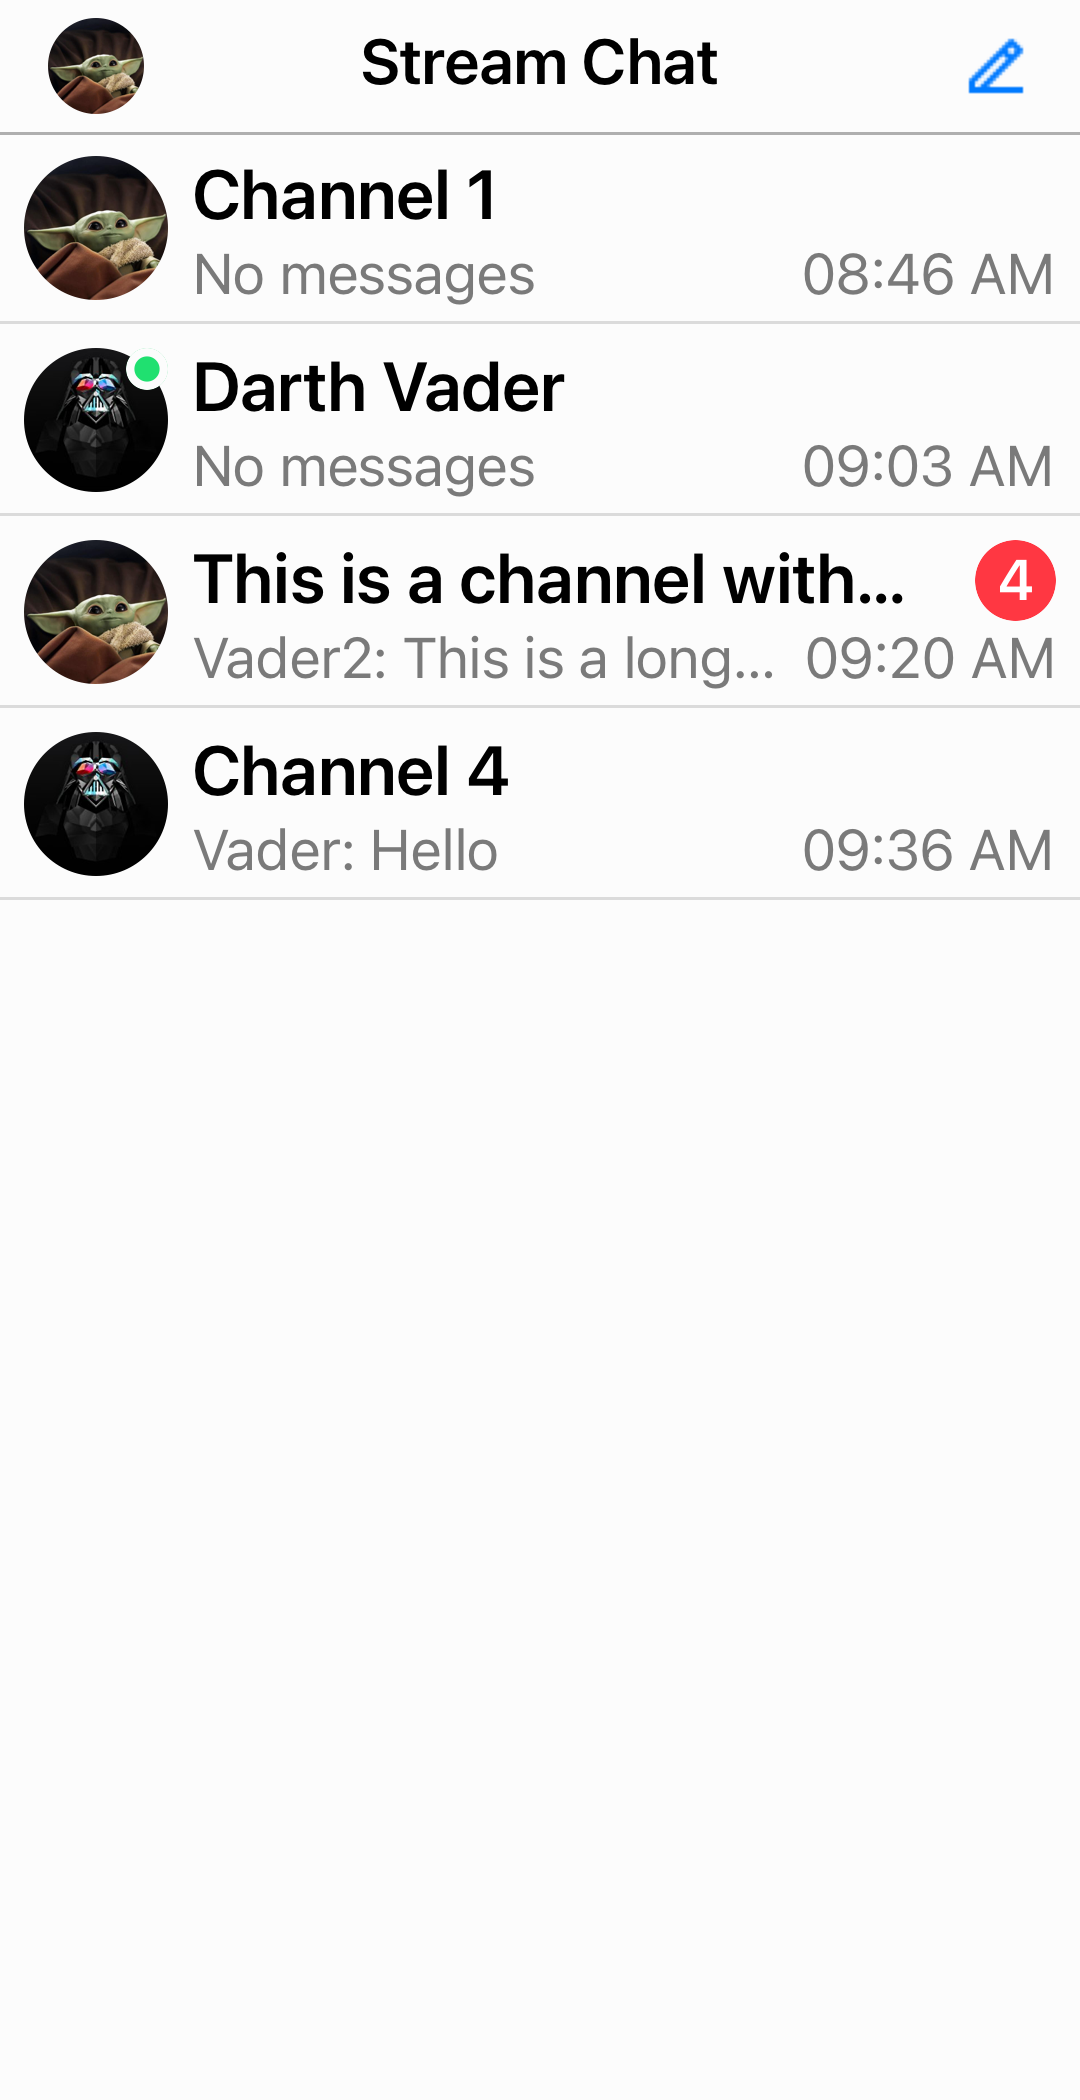 Stream Chat
Channel 1
No messages 08:46 AM
Darth Vader
No messages 09:03 AM
This is a channel with... 4
Vader2: This is a long... 09:20 AM
Channel 4
Vader: Hello 09:36 AM